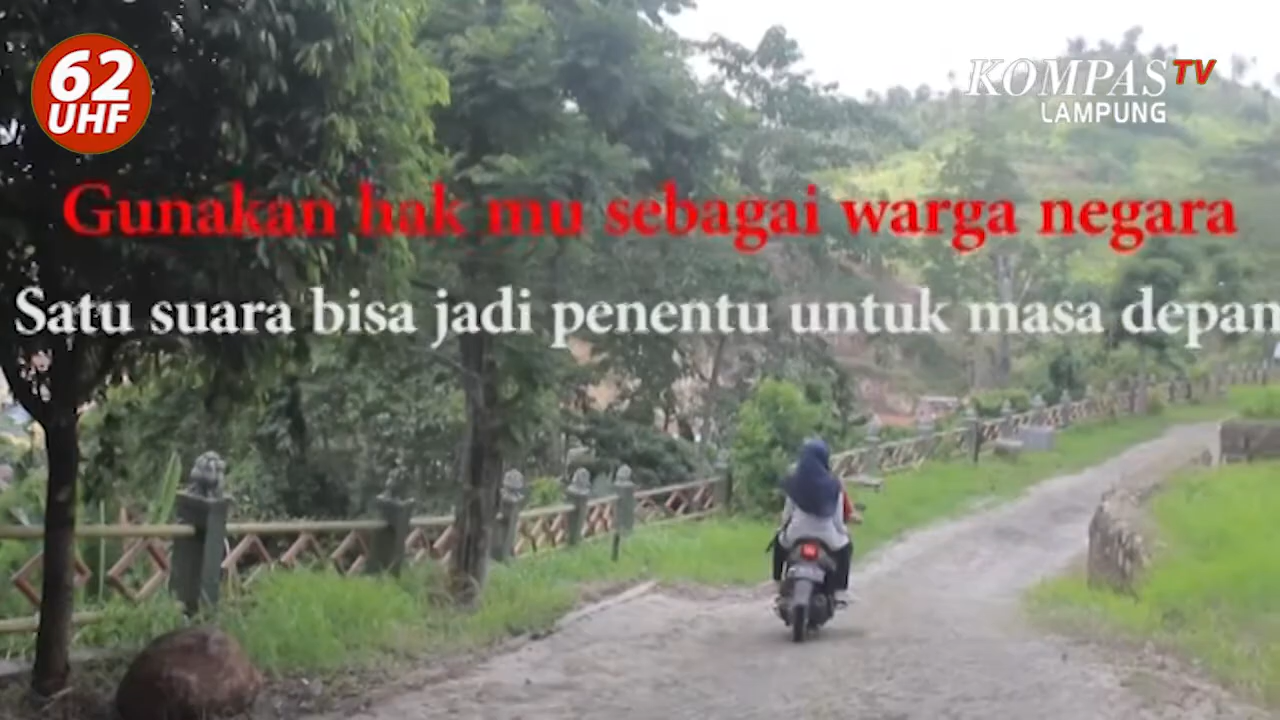 62
UHF
KOMPAS TV
LAMPUNG
Gunakan hak mu sebagai warga negara
Satu suara bisa jadi penentu untuk masa depan